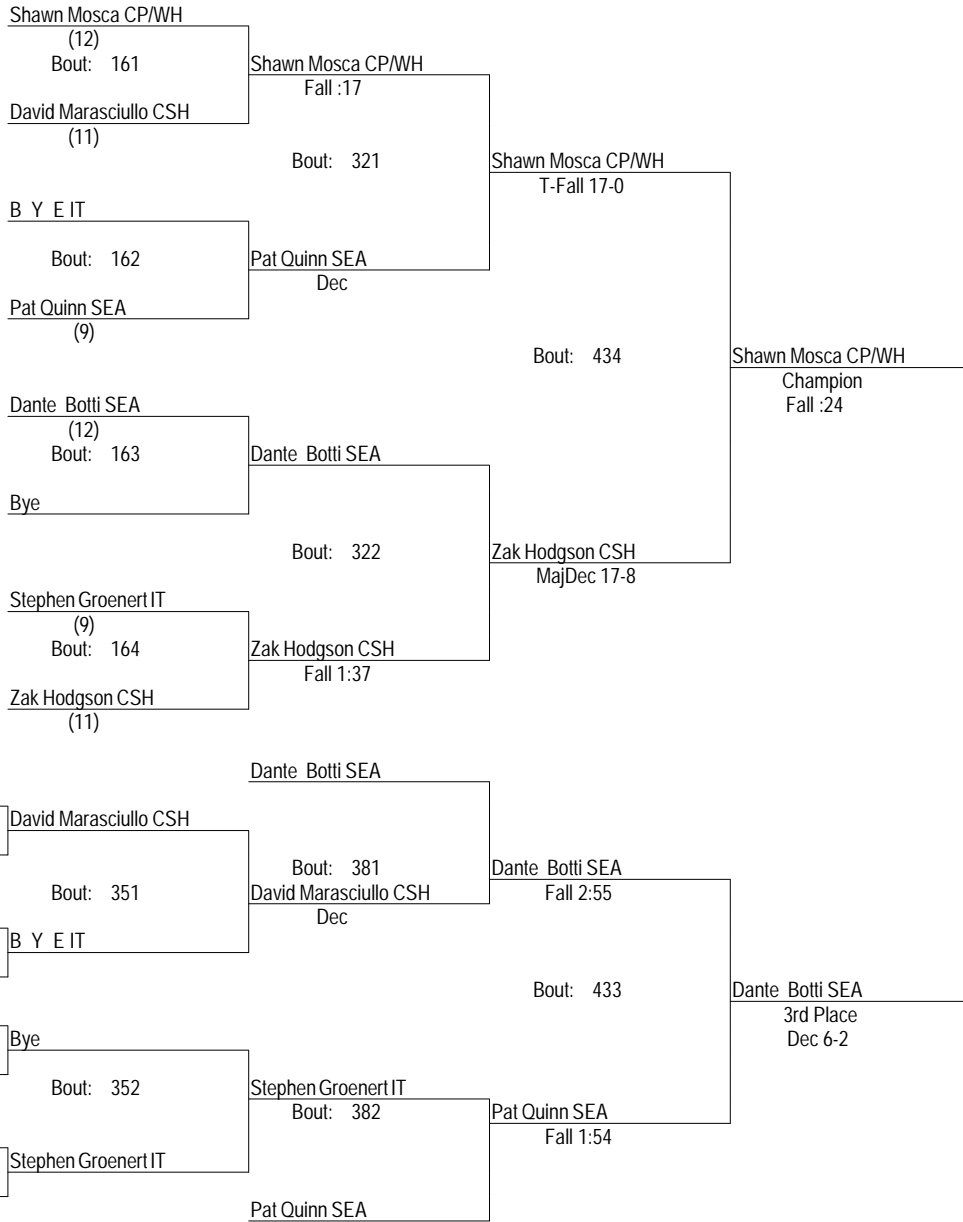 Shawn Mosca CP/WH
(12)
Bout: 161
Shawn Mosca CP/WH
Fall :17
David Marasciullo CSH
(11)
Bout: 321
Shawn Mosca CP/WH
T-Fall 17-0
B Y E IT
Bout: 162
Pat Quinn SEA
Dec
Pat Quinn SEA
(9)
Bout: 434
Shawn Mosca CP/WH
Champion
Fall :24
Dante Botti SEA
(12)
Bout: 163
Dante Botti SEA
Bye
Bout: 322
Zak Hodgson CSH
MajDec 17-8
Stephen Groenert IT
(9)
Bout: 164
Zak Hodgson CSH
Fall 1:37
Zak Hodgson CSH
(11)
Dante Botti SEA
David Marasciullo CSH
Bout: 381
Dante Botti SEA
Fall 2:55
Bout: 351
David Marasciullo CSH
Dec
B Y E IT
Bout: 433
Dante Botti SEA
3rd Place
Dec 6-2
Bye
Bout: 352
Stephen Groenert IT
Bout: 382
Pat Quinn SEA
Fall 1:54
Stephen Groenert IT
Pat Quinn SEA